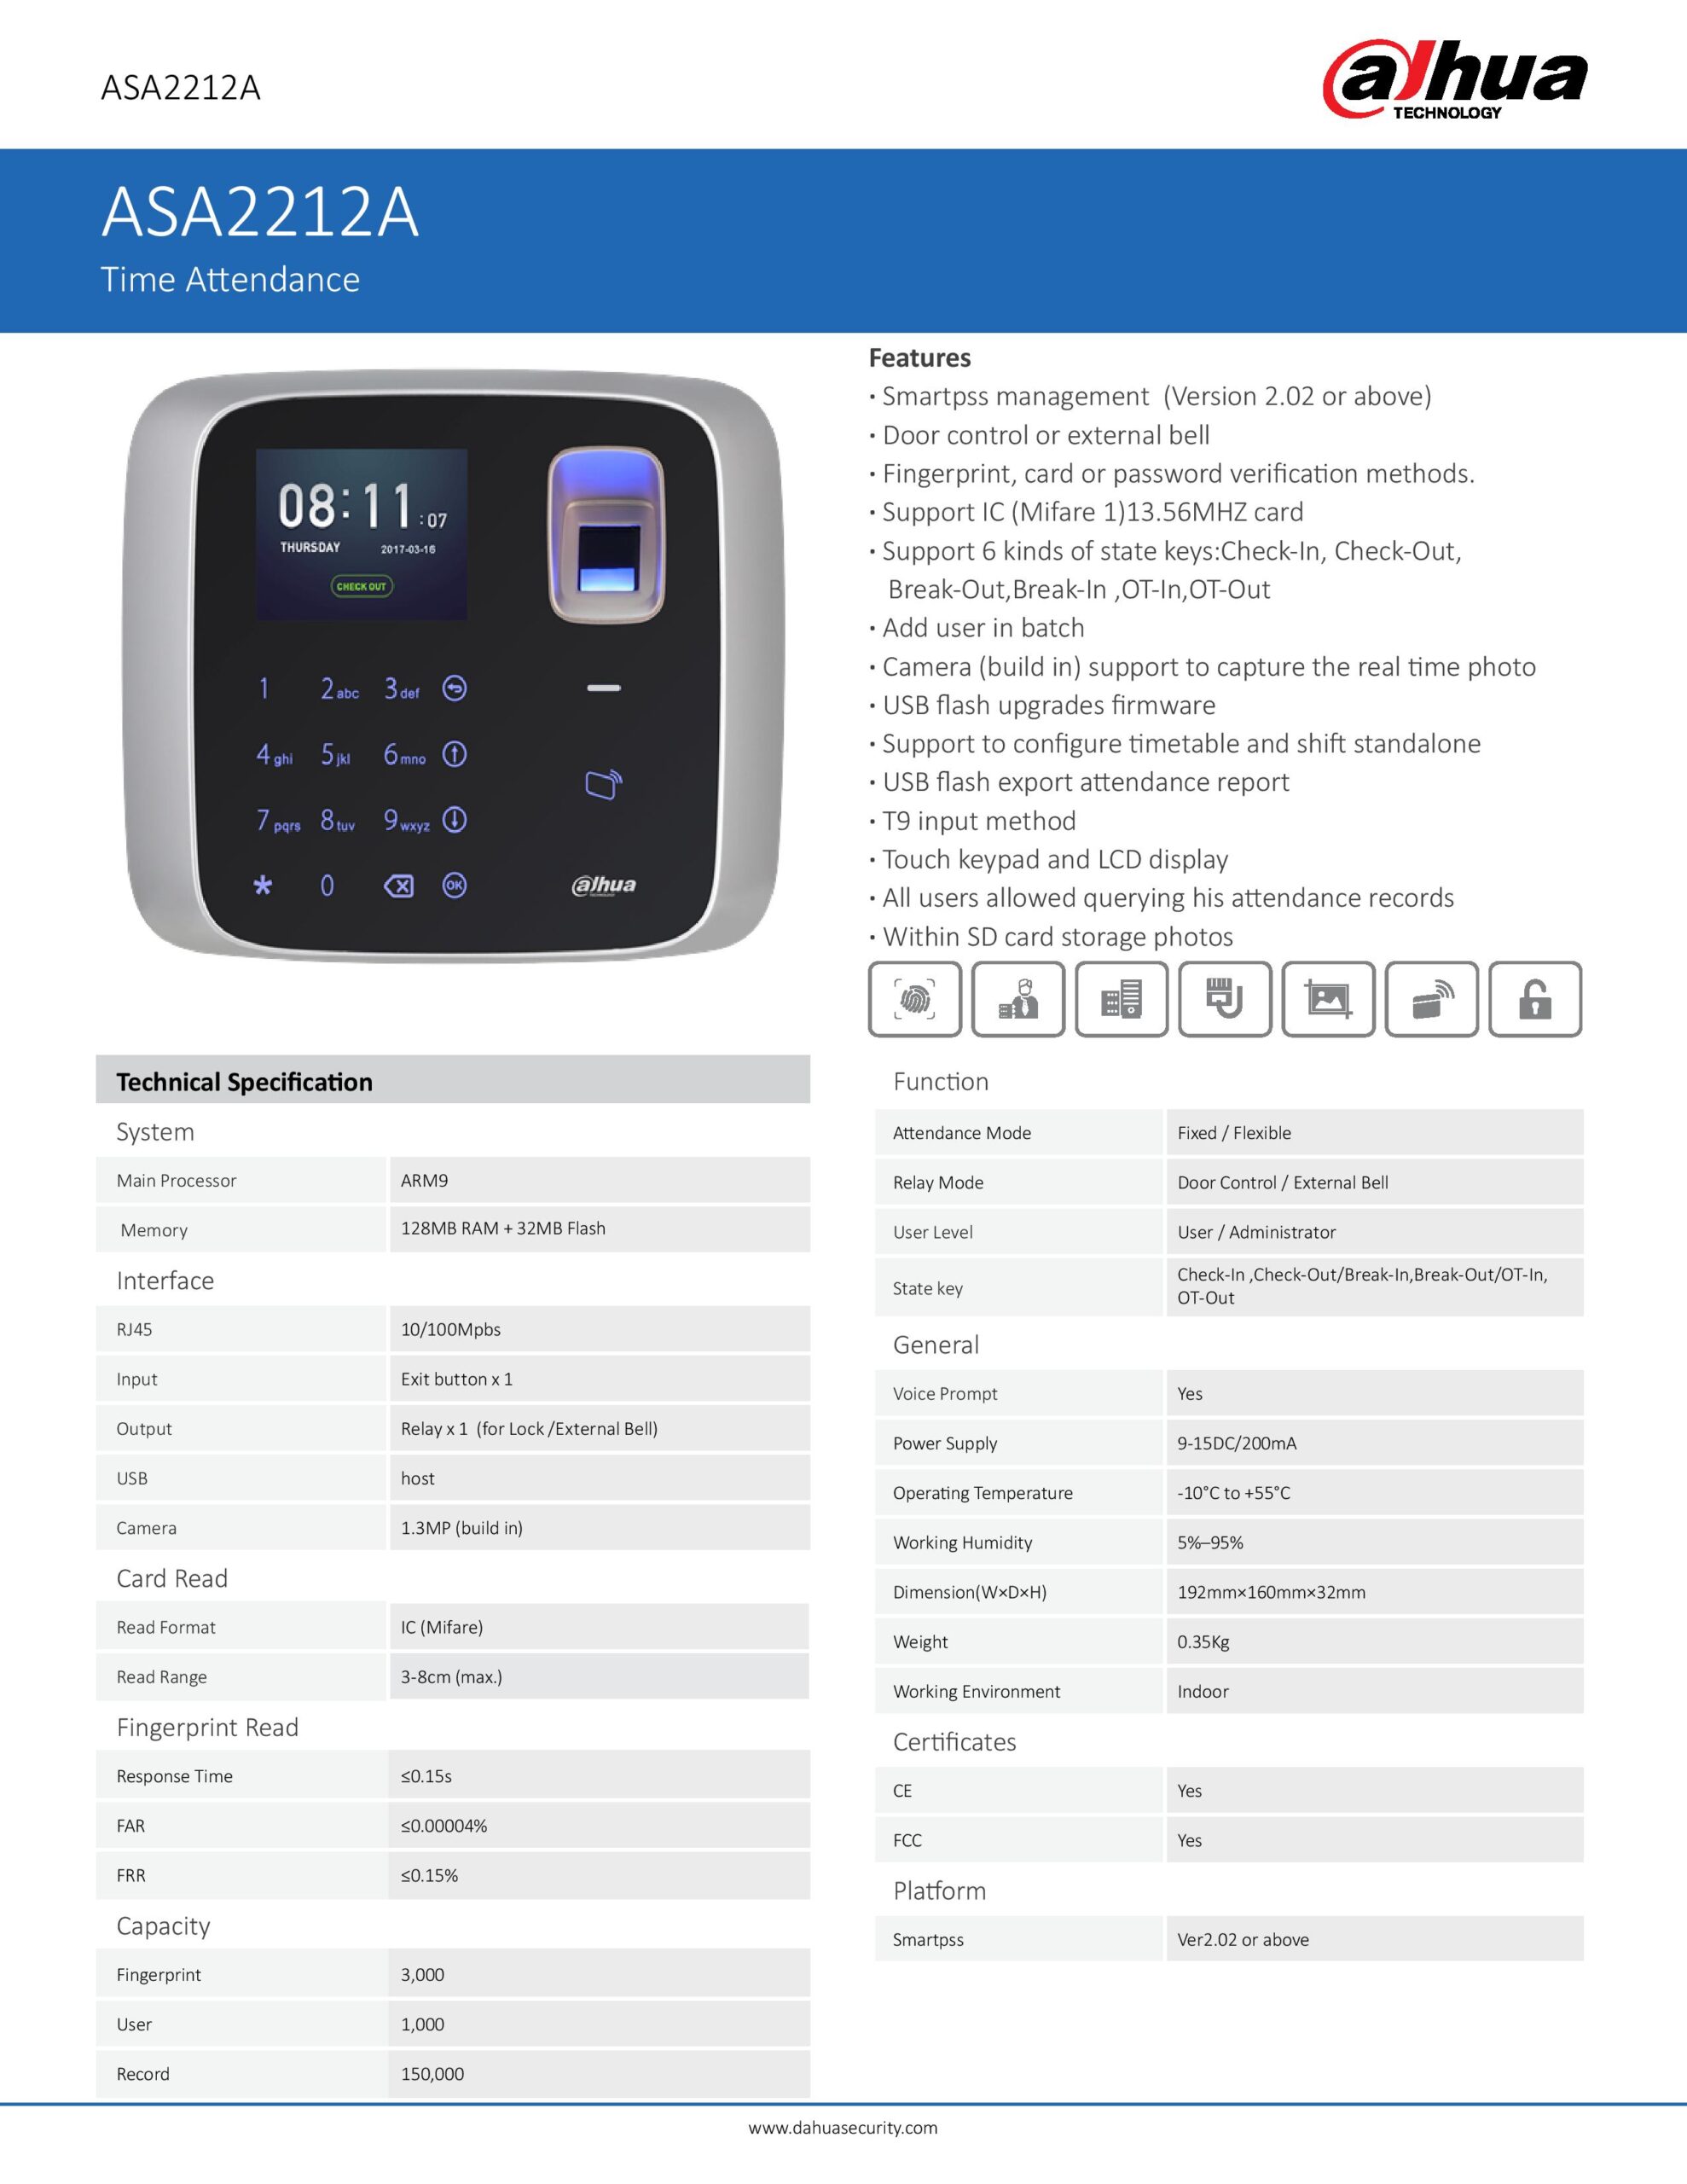 ASA2212A
alhua
TECHNOLOGY
ASA2212A
Time Attendance
08:11:07
THURSDAY 2017-03-16
CHECK OUT
1 2abc 3def
4ghi 5jkl 6mno
7pqrs 8tuv 9wxyz
* 0 OK
alhua
Features
· Smartpss management (Version 2.02 or above)
· Door control or external bell
· Fingerprint, card or password verification methods.
· Support IC (Mifare 1)13.56MHZ card
· Support 6 kinds of state keys:Check-In, Check-Out,
Break-Out,Break-In ,OT-In,OT-Out
· Add user in batch
· Camera (build in) support to capture the real time photo
· USB flash upgrades firmware
· Support to configure timetable and shift standalone
· USB flash export attendance report
· T9 input method
· Touch keypad and LCD display
· All users allowed querying his attendance records
· Within SD card storage photos
Technical Specification
System
Main Processor ARM9
Memory 128MB RAM + 32MB Flash
Interface
RJ45 10/100Mpbs
Input Exit button x 1
Output Relay x 1 (for Lock /External Bell)
USB host
Camera 1.3MP (build in)
Card Read
Read Format IC (Mifare)
Read Range 3-8cm (max.)
Fingerprint Read
Response Time ≤0.15s
FAR ≤0.00004%
FRR ≤0.15%
Capacity
Fingerprint 3,000
User 1,000
Record 150,000
Function
Attendance Mode Fixed / Flexible
Relay Mode Door Control / External Bell
User Level User / Administrator
State key Check-In ,Check-Out/Break-In,Break-Out/OT-In,
OT-Out
General
Voice Prompt Yes
Power Supply 9-15DC/200mA
Operating Temperature -10°C to +55°C
Working Humidity 5%–95%
Dimension(W×D×H) 192mm×160mm×32mm
Weight 0.35Kg
Working Environment Indoor
Certificates
CE Yes
FCC Yes
Platform
Smartpss Ver2.02 or above
www.dahuasecurity.com